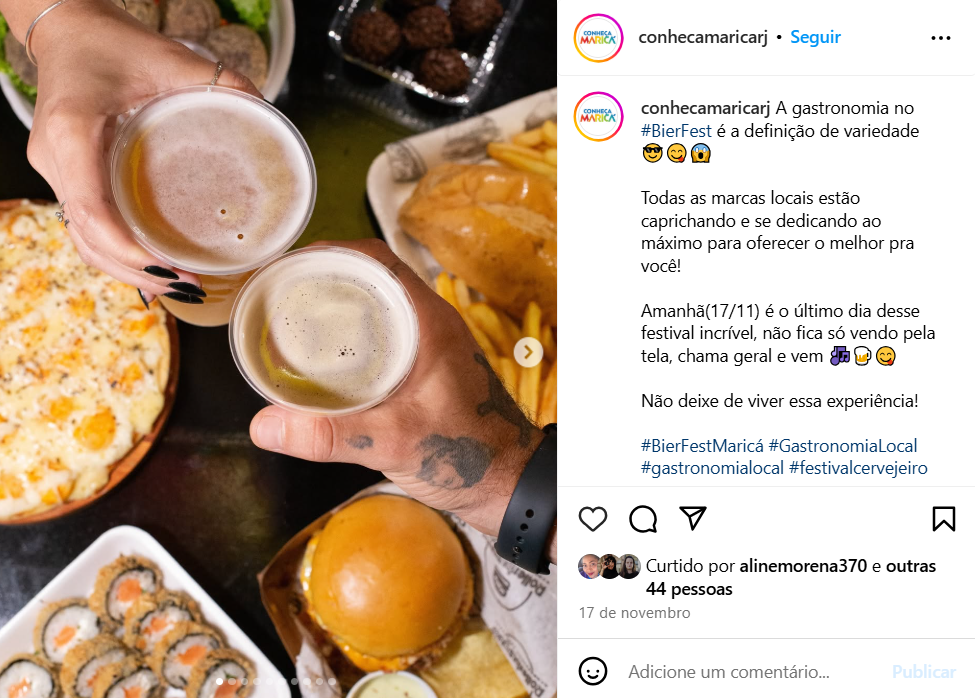 CONHEÇA
MARICÁ
conhecamaricarj • Seguir
CONHEÇA
MARICÁ
conhecamaricarj A gastronomia no
#BierFest é a definição de variedade
😎😋😱
Todas as marcas locais estão
caprichando e se dedicando ao
máximo para oferecer o melhor pra
você!
Amanhã(17/11) é o último dia desse
festival incrível, não fica só vendo pela
tela, chama geral e vem 🎶🍺😋
Não deixe de viver essa experiência!
#BierFestMaricá #GastronomiaLocal
#gastronomialocal #festivalcervejeiro
Curtido por alinemorena370 e outras
44 pessoas
17 de novembro
Adicione um comentário...
Publicar